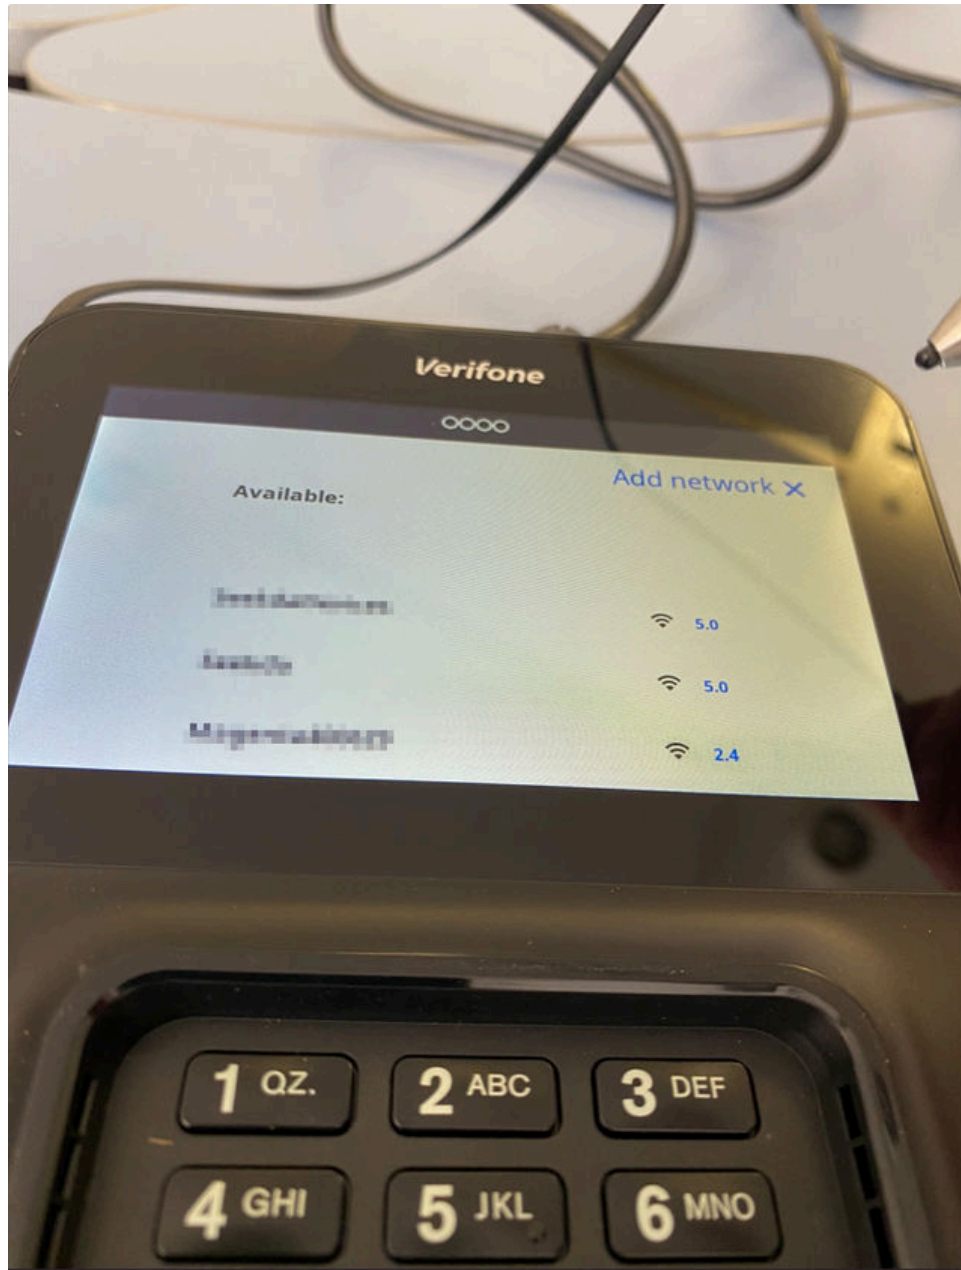 Verifone
Available:
Add network X
5.0
5.0
2.4
1 QZ.
2 ABC
3 DEF
4 GHI
5 JKL
6 MNO